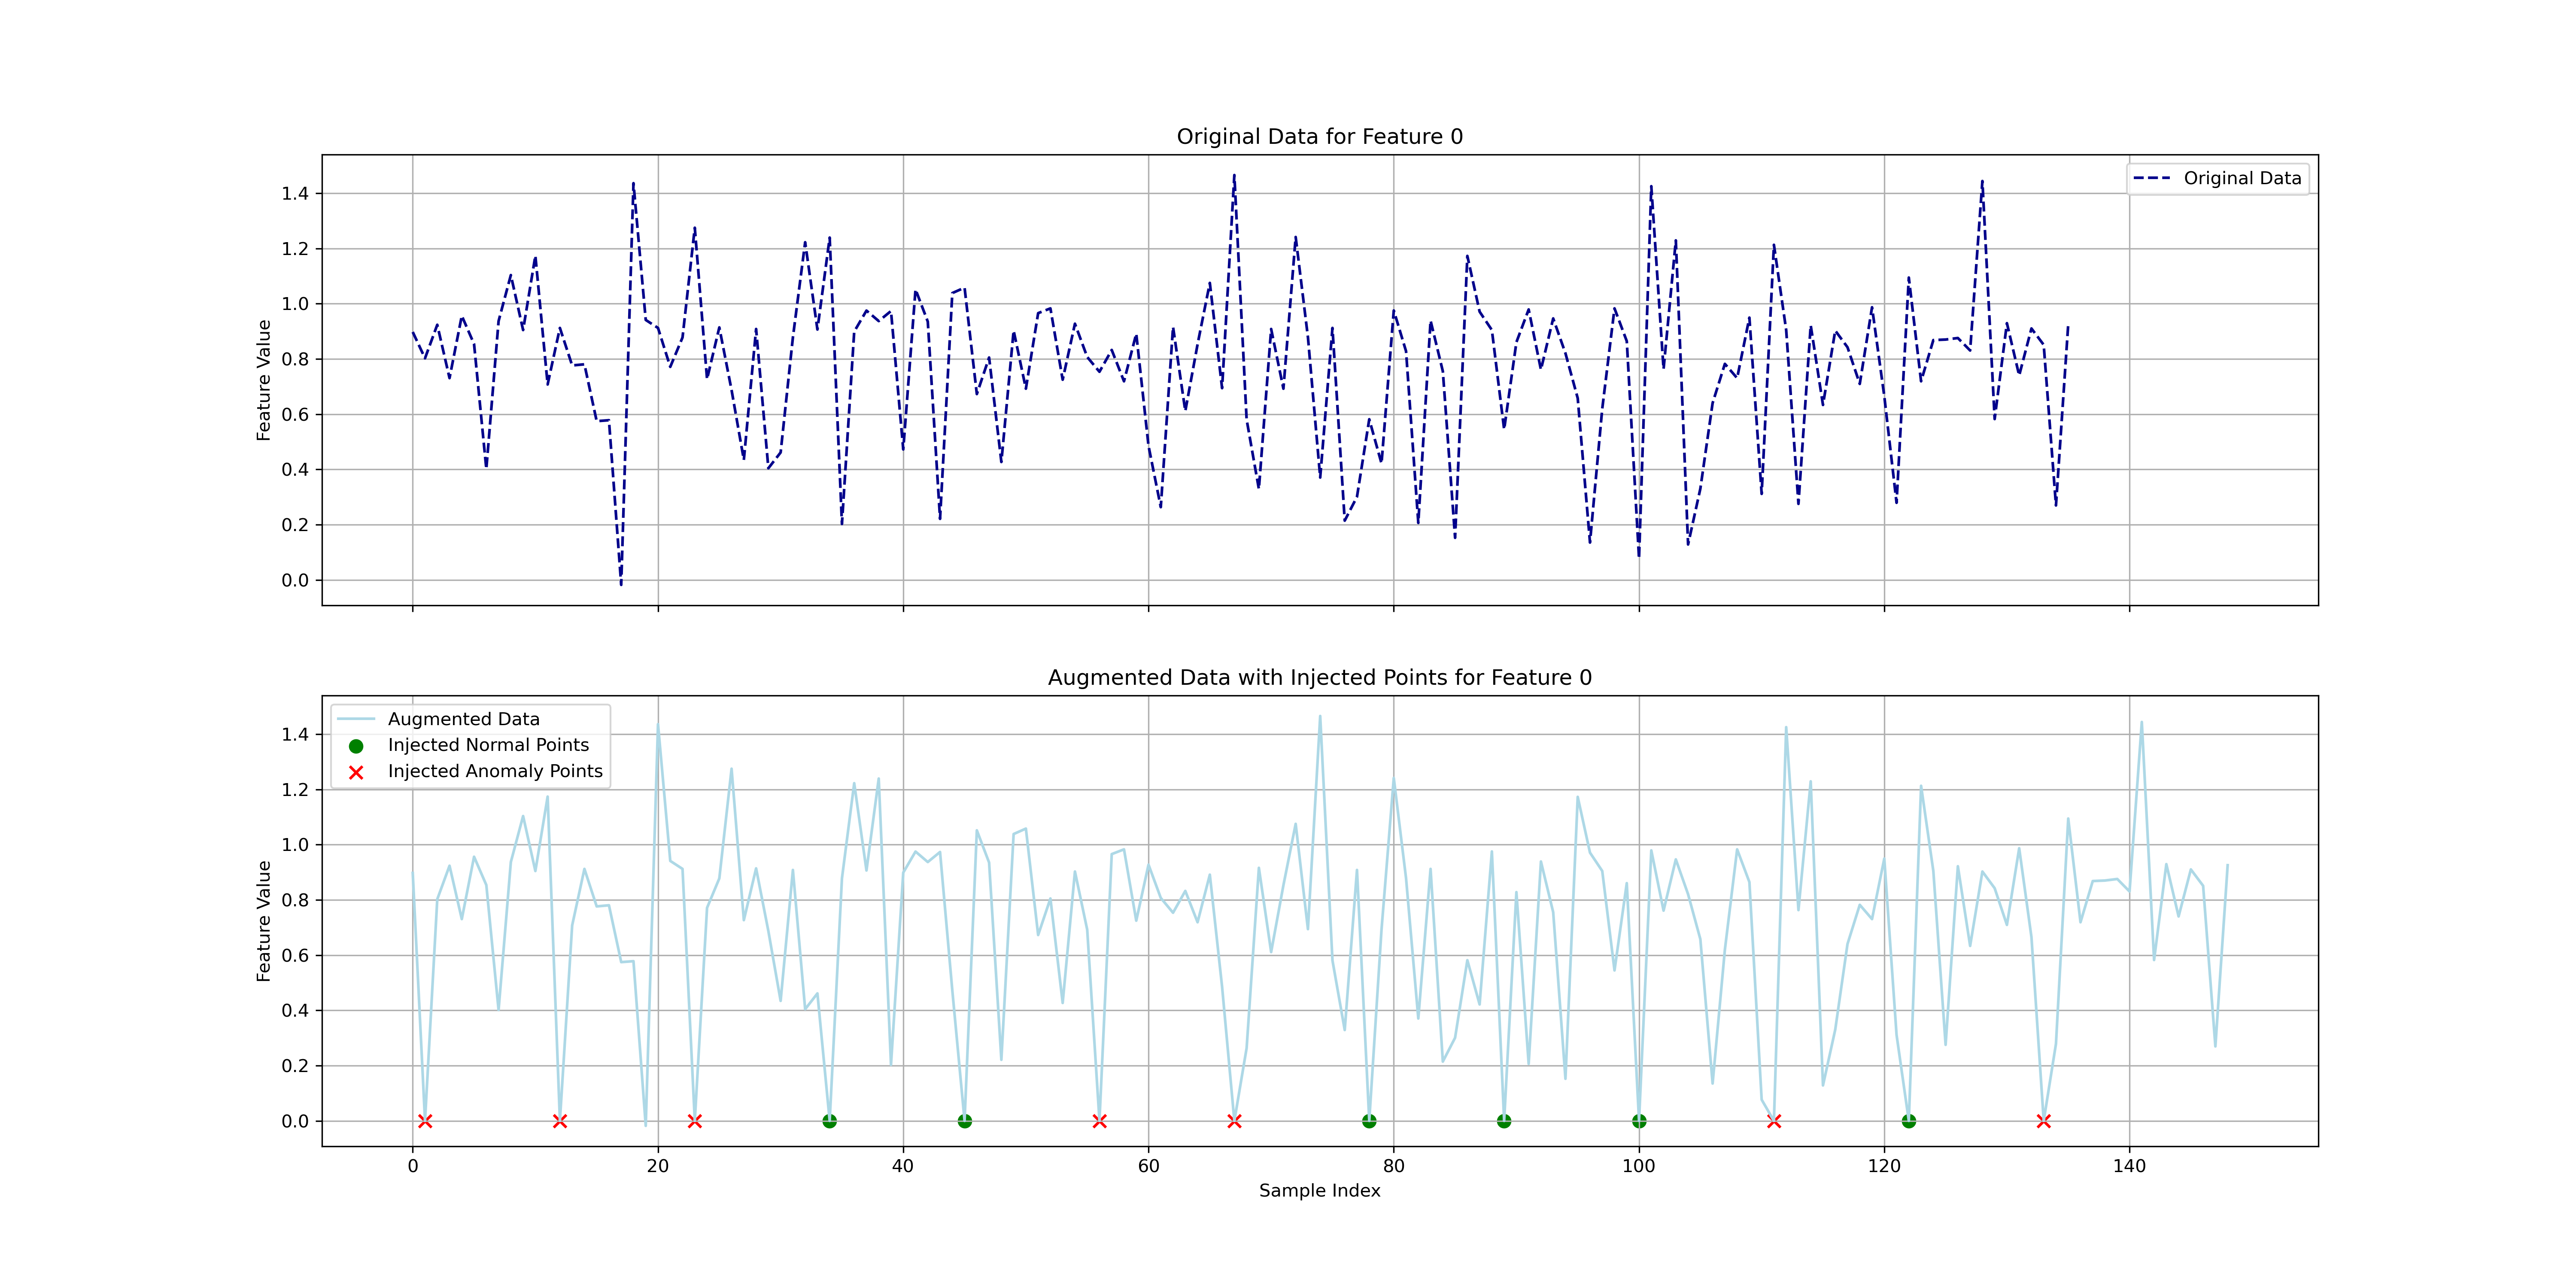 Original Data for Feature 0
Original Data
1.4
1.2
1.0
0.8
0.6
0.4
0.2
0.0
Feature Value
Augmented Data with Injected Points for Feature 0
Augmented Data
Injected Normal Points
Injected Anomaly Points
1.4
1.2
1.0
0.8
0.6
0.4
0.2
0.0
Feature Value
0 20 40 60 80 100 120 140
Sample Index